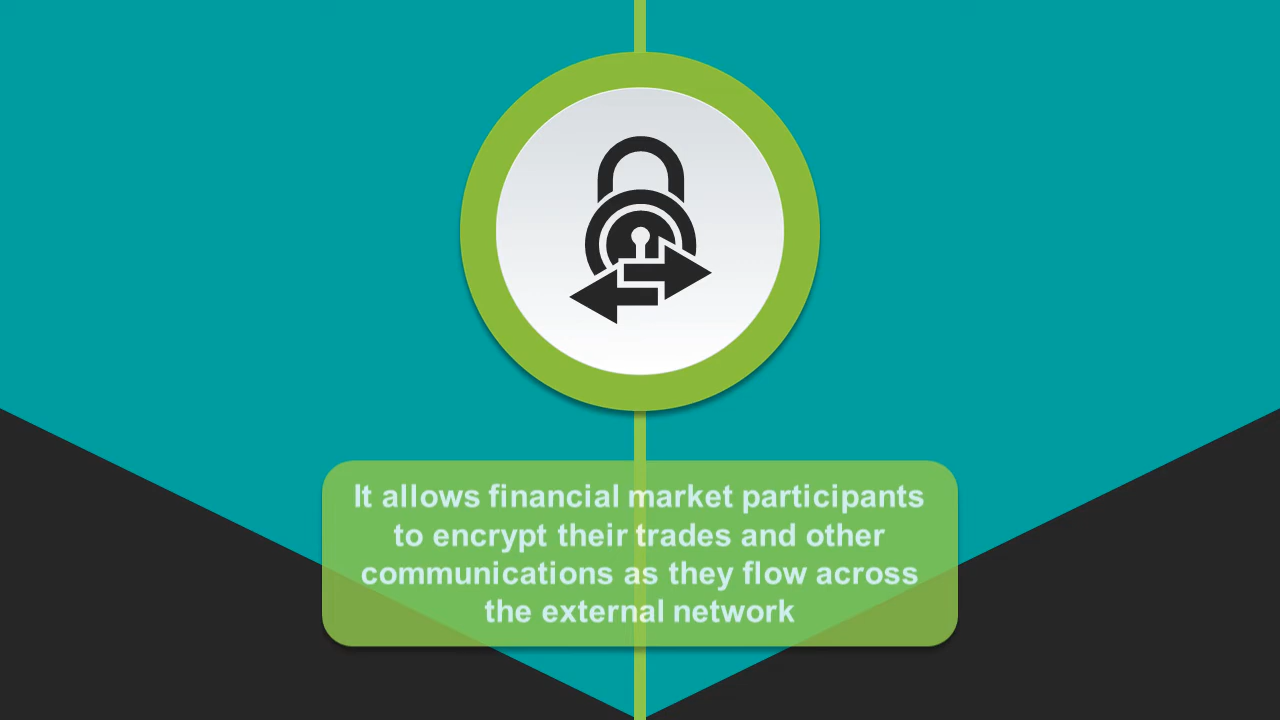 It allows financial market participants
to encrypt their trades and other
communications as they flow across
the external network